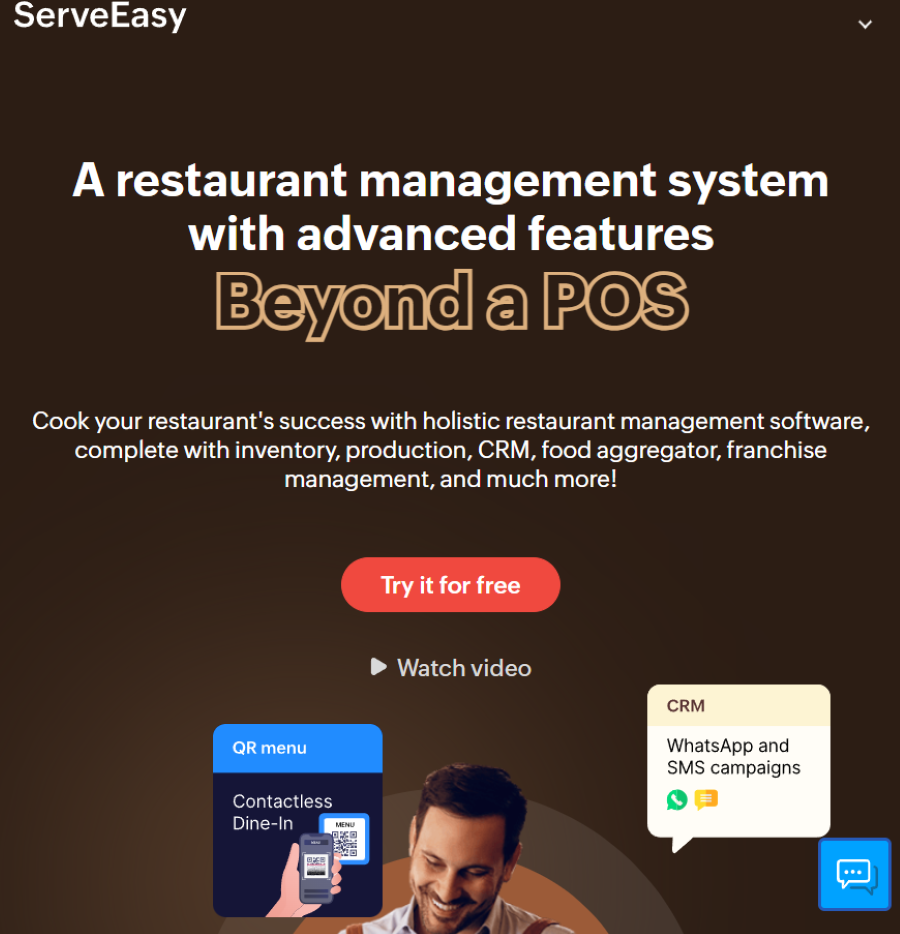 ServeEasy
A restaurant management system
with advanced features
Beyond a POS
Cook your restaurant's success with holistic restaurant management software,
complete with inventory, production, CRM, food aggregator, franchise
management, and much more!
Try it for free
Watch video
CRM
WhatsApp and
SMS campaigns
QR menu
Contactless
Dine-In
MENU